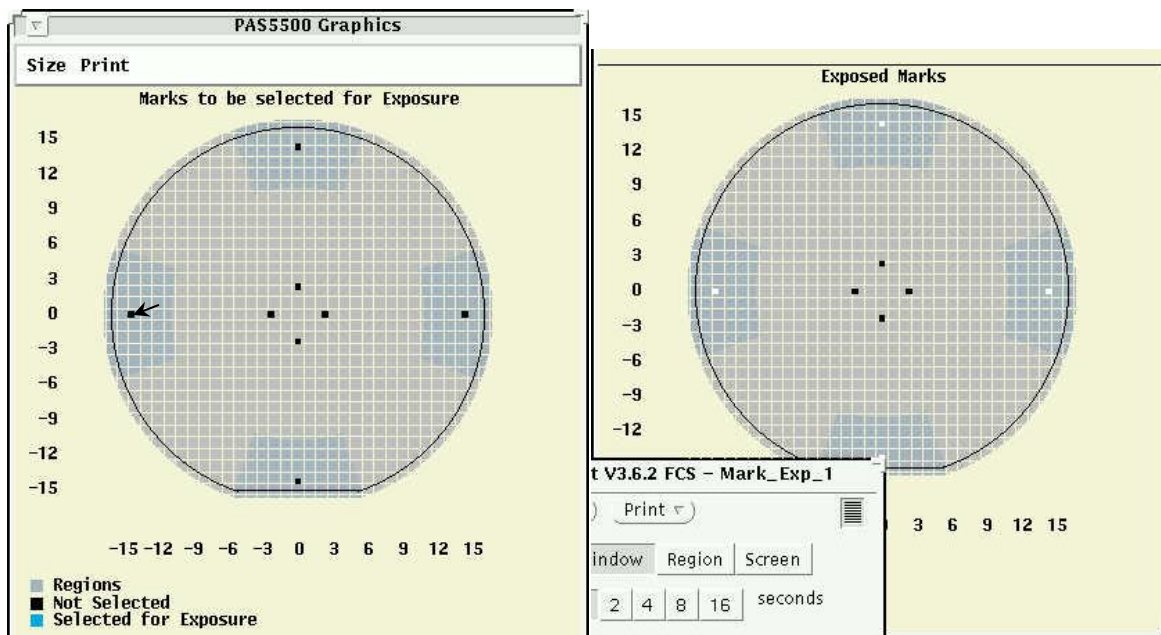 PAS5500 Graphics
Size Print
Marks to be selected for Exposure
15
12
9
6
3
0
-3
-6
-9
-12
-15
-15 -12 -9 -6 -3 0 3 6 9 12 15
Regions
Not Selected
Selected for Exposure
Exposed Marks
15
12
9
6
3
0
-3
-6
-9
-12
3 6 9 12 15
t V3.6.2 FCS - Mark_Exp_1
) Print
indow Region Screen
2 4 8 16 seconds